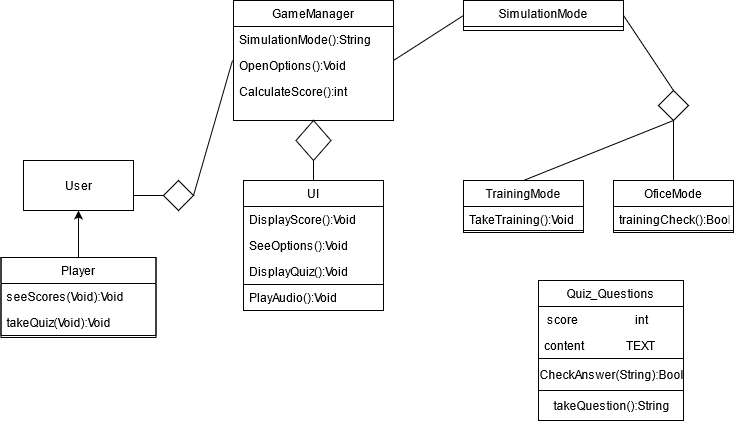 GameManager
SimulationMode():String
OpenOptions():Void
CalculateScore():int
SimulationMode
User
Player
seeScores(Void):Void
takeQuiz(Void):Void
UI
DisplayScore():Void
SeeOptions():Void
DisplayQuiz():Void
PlayAudio():Void
TrainingMode
TakeTraining():Void
OficeMode
trainingCheck():Bool
Quiz_Questions
score int
content TEXT
CheckAnswer(String):Bool
takeQuestion():String